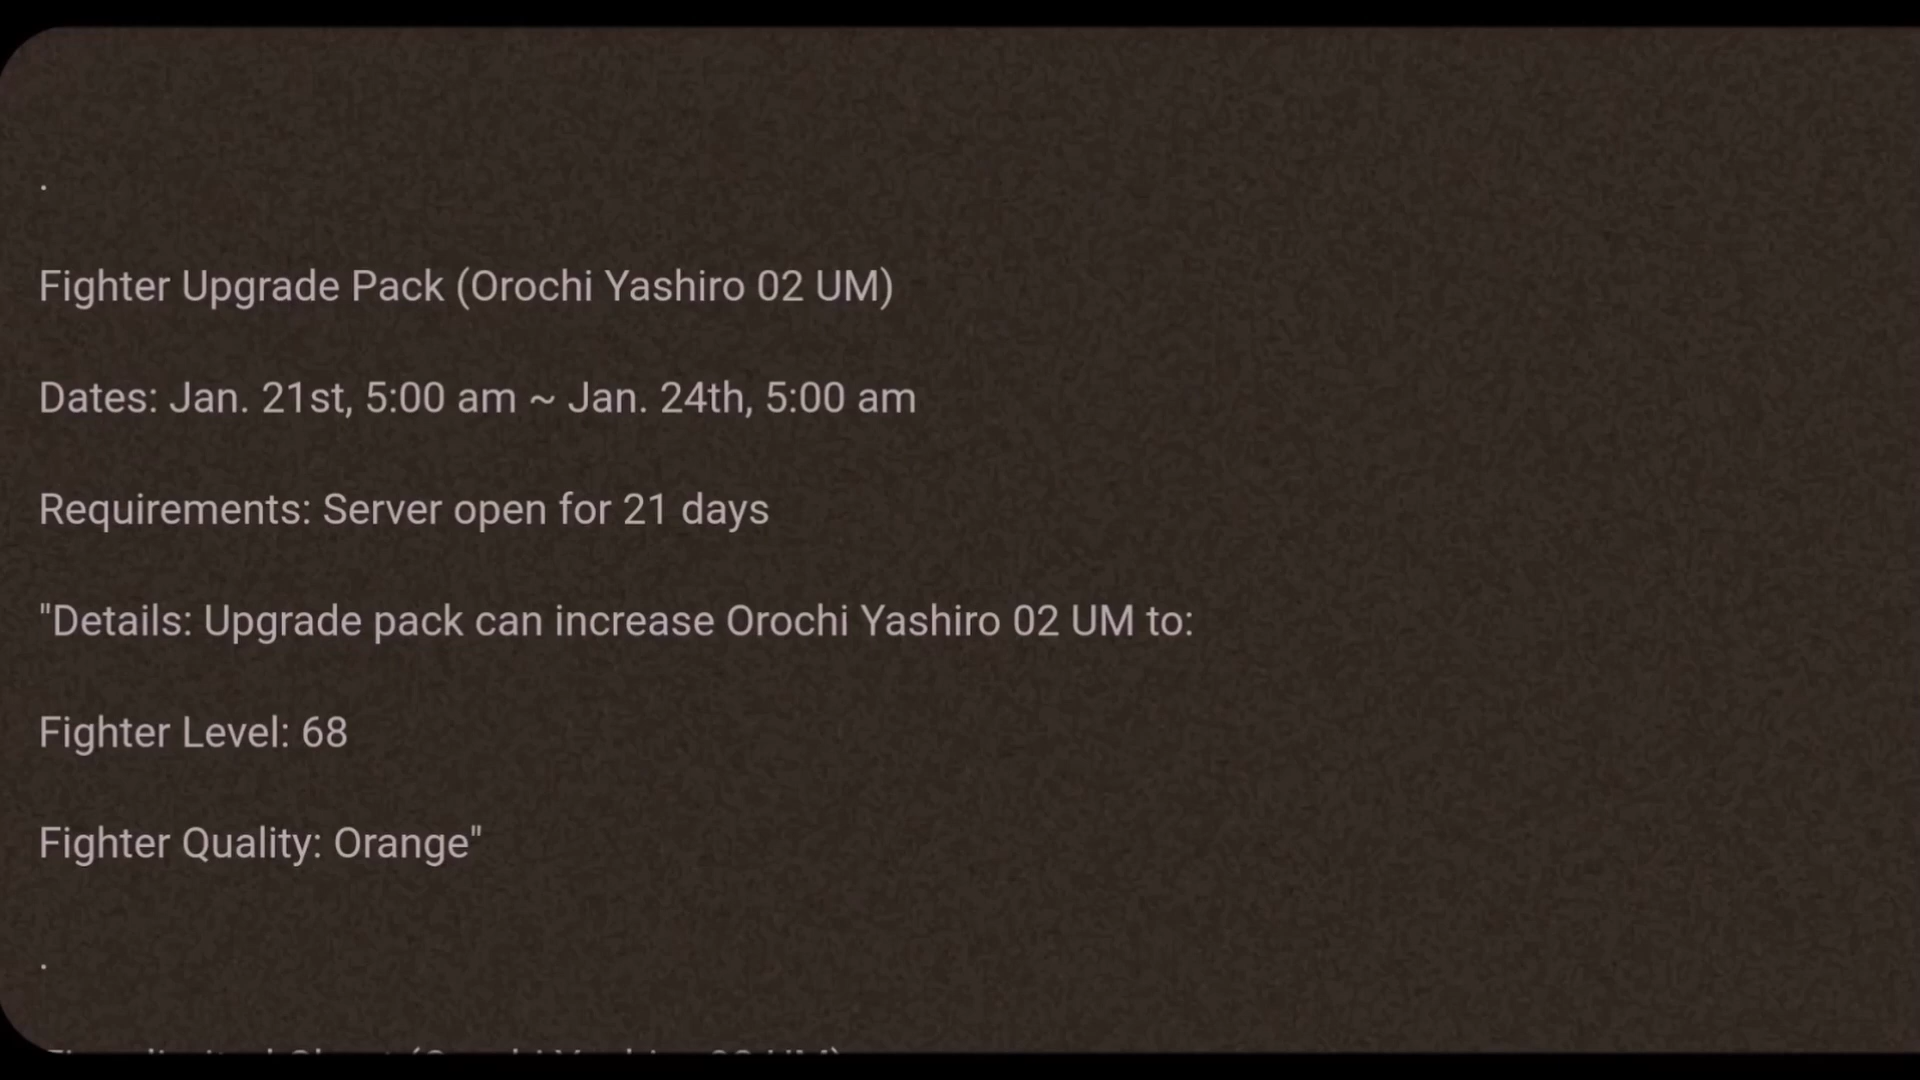 .
Fighter Upgrade Pack (Orochi Yashiro 02 UM)
Dates: Jan. 21st, 5:00 am ~ Jan. 24th, 5:00 am
Requirements: Server open for 21 days
"Details: Upgrade pack can increase Orochi Yashiro 02 UM to:
Fighter Level: 68
Fighter Quality: Orange"
.